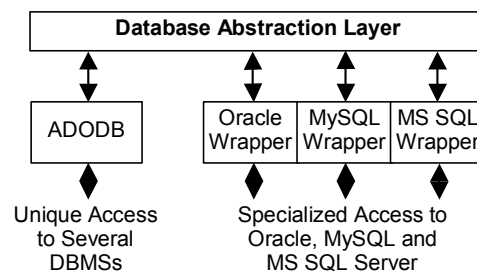 Database Abstraction Layer
ADODB
Oracle
Wrapper
MySQL
Wrapper
MS SQL
Wrapper
Unique Access
to Several
DBMSs
Specialized Access to
Oracle, MySQL and
MS SQL Server